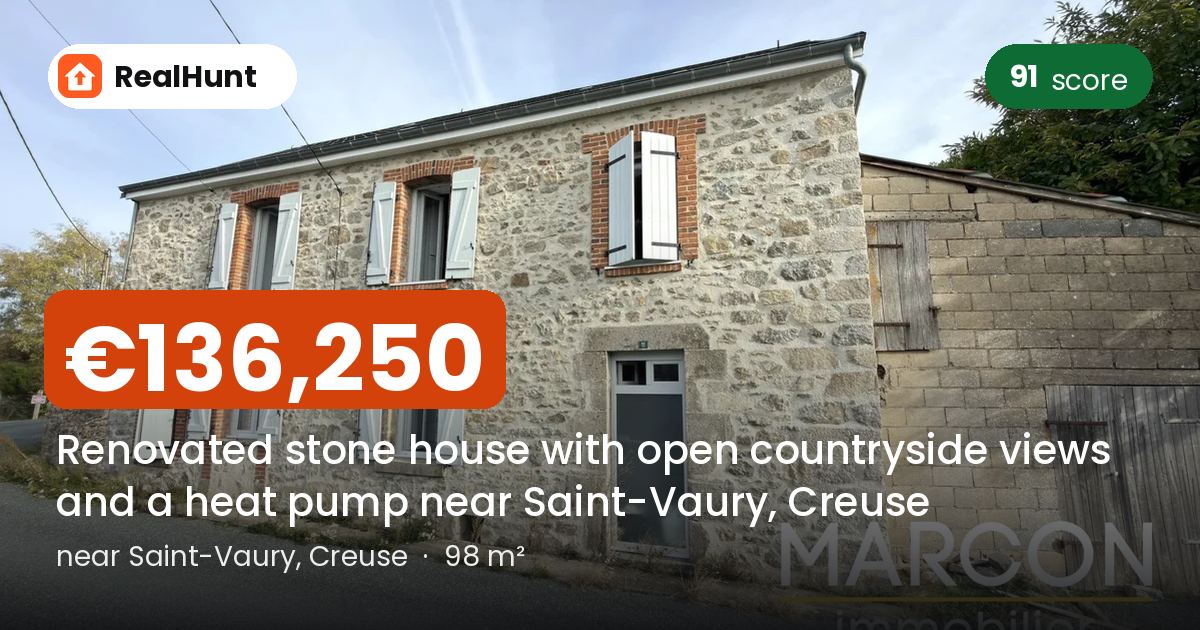 RealHunt
91 score
€136,250
Renovated stone house with open countryside views
and a heat pump near Saint-Vaury, Creuse
near Saint-Vaury, Creuse · 98 m²
MARCON
immobilier